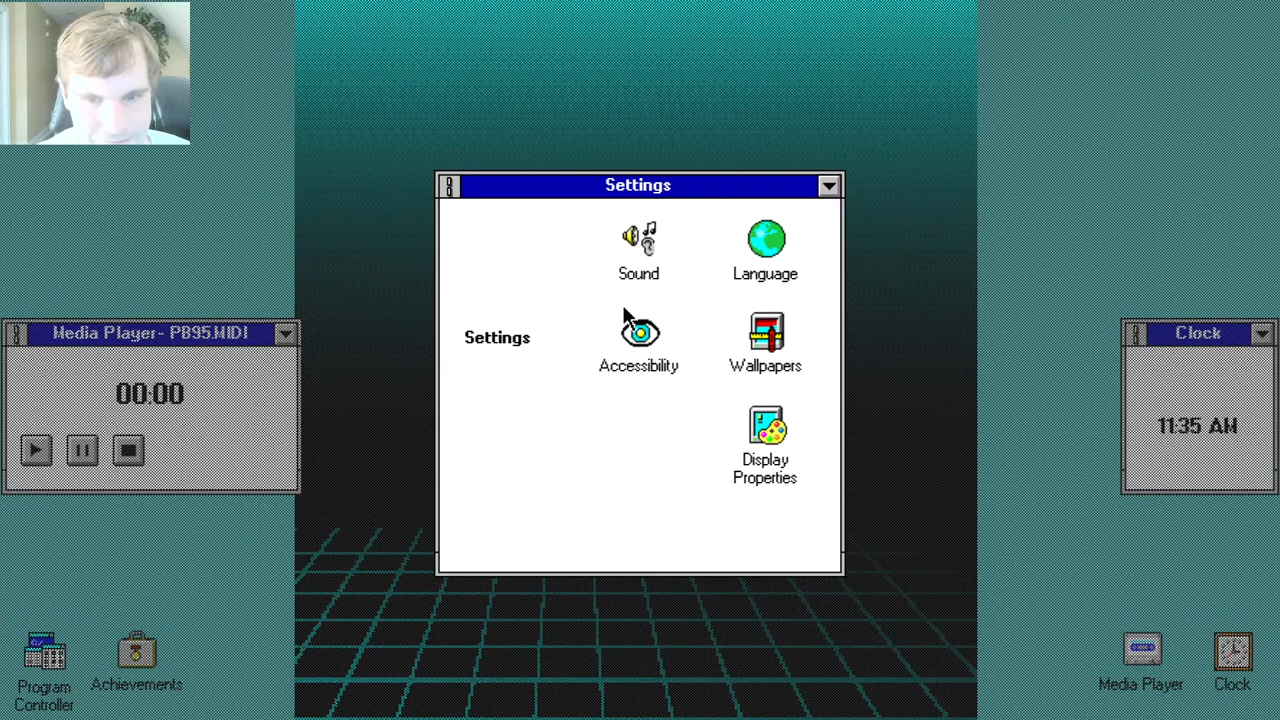 Settings
Sound
Language
Settings
Accessibility
Wallpapers
Display
Properties
Media Player- PB95.MIDI
00:00
Clock
11:35 AM
Program
Controller
Achievements
Media Player
Clock